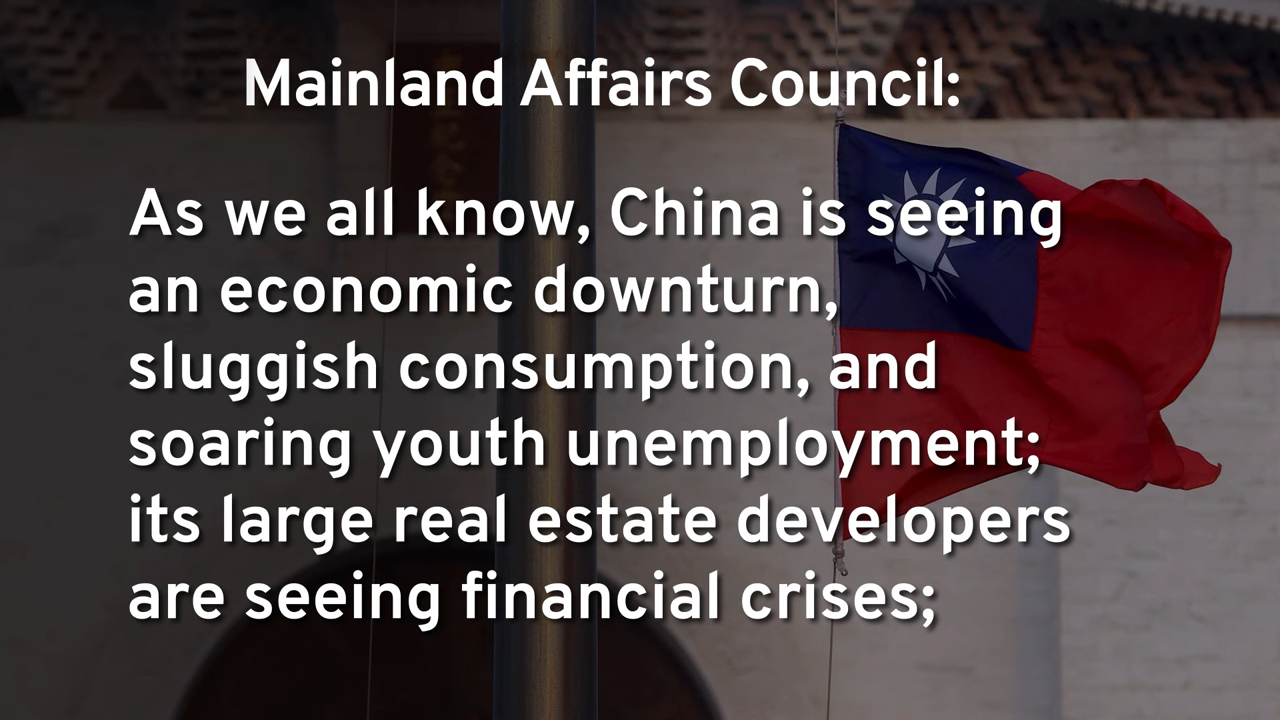 Mainland Affairs Council:
As we all know, China is seeing
an economic downturn,
sluggish consumption, and
soaring youth unemployment;
its large real estate developers
are seeing financial crises;